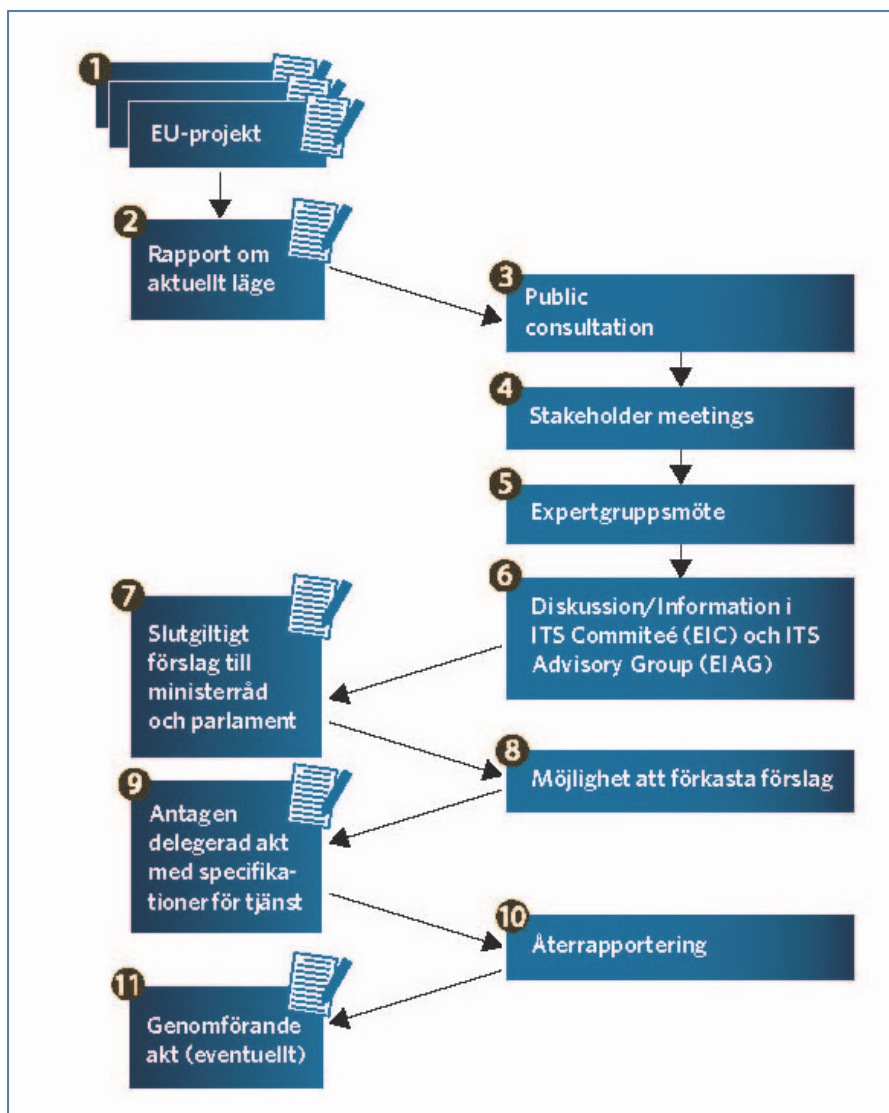 1
EU-projekt
2
Rapport om
aktuellt läge
3
Public
consultation
4
Stakeholder meetings
5
Expertgruppsmöte
6
Diskussion/Information i
ITS Commiteé (EIC) och ITS
Advisory Group (EIAG)
7
Slutgiltigt
förslag till
ministerråd
och parlament
8
Möjlighet att förkasta förslag
9
Antagen
delegerad akt
med specifika-
tioner för tjänst
10
Återrapportering
11
Genomförande
akt (eventuellt)